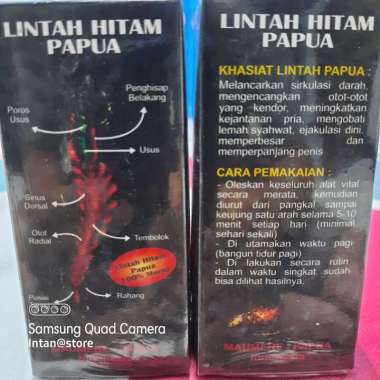 LINTAH HITAM
PAPUA
Penghisap
Belakang
Poros
Usus
Usus
Sinus
Dorsal
Otot
Radial
Tembolok
Lintah Hitam
Papua
100% Murni
Posisi
Rahang
Samsung Quad Camera
Intan@store
LINTAH HITAM
PAPUA
KHASIAT LINTAH PAPUA :
Melancarkan sirkulasi darah,
mengencangkan otot-otot
yang kendor, meningkatkan
kejantanan pria, mengobati
lemah syahwat, ejakulasi dini,
memperbesar dan
memperpanjang penis
CARA PEMAKAIAN :
- Oleskan keseluruh alat vital
secara merata, kemudian
diurut dari pangkal sampai
keujung satu arah selama 5-10
menit setiap hari (minimal
sehari sekali)
- Di utamakan waktu pagi
(bangun tdur pagi)
- Di lakukan secara rutin
dalam waktu singkat sudah
bisa dilihat hasilnya.